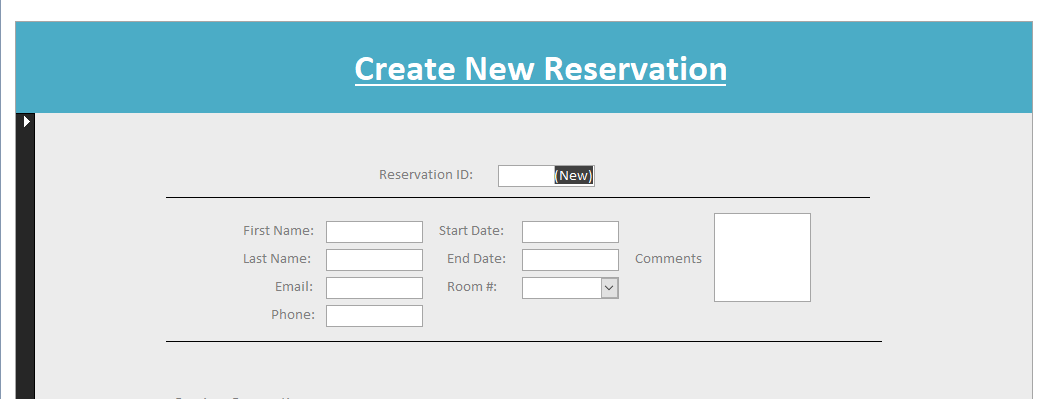 Create New Reservation
Reservation ID: (New)
First Name: Start Date:
Last Name: End Date: Comments
Email: Room #:
Phone: